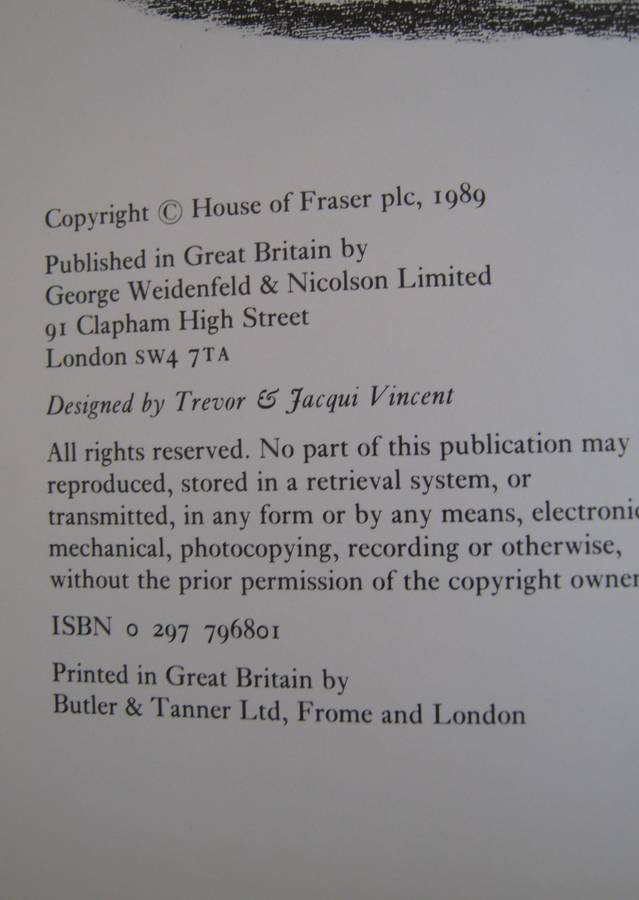 Copyright © House of Fraser plc, 1989
Published in Great Britain by
George Weidenfeld & Nicolson Limited
91 Clapham High Street
London SW4 7TA
Designed by Trevor & Jacqui Vincent
All rights reserved. No part of this publication may
reproduced, stored in a retrieval system, or
transmitted, in any form or by any means, electronic
mechanical, photocopying, recording or otherwise,
without the prior permission of the copyright owner
ISBN 0 297 796801
Printed in Great Britain by
Butler & Tanner Ltd, Frome and London